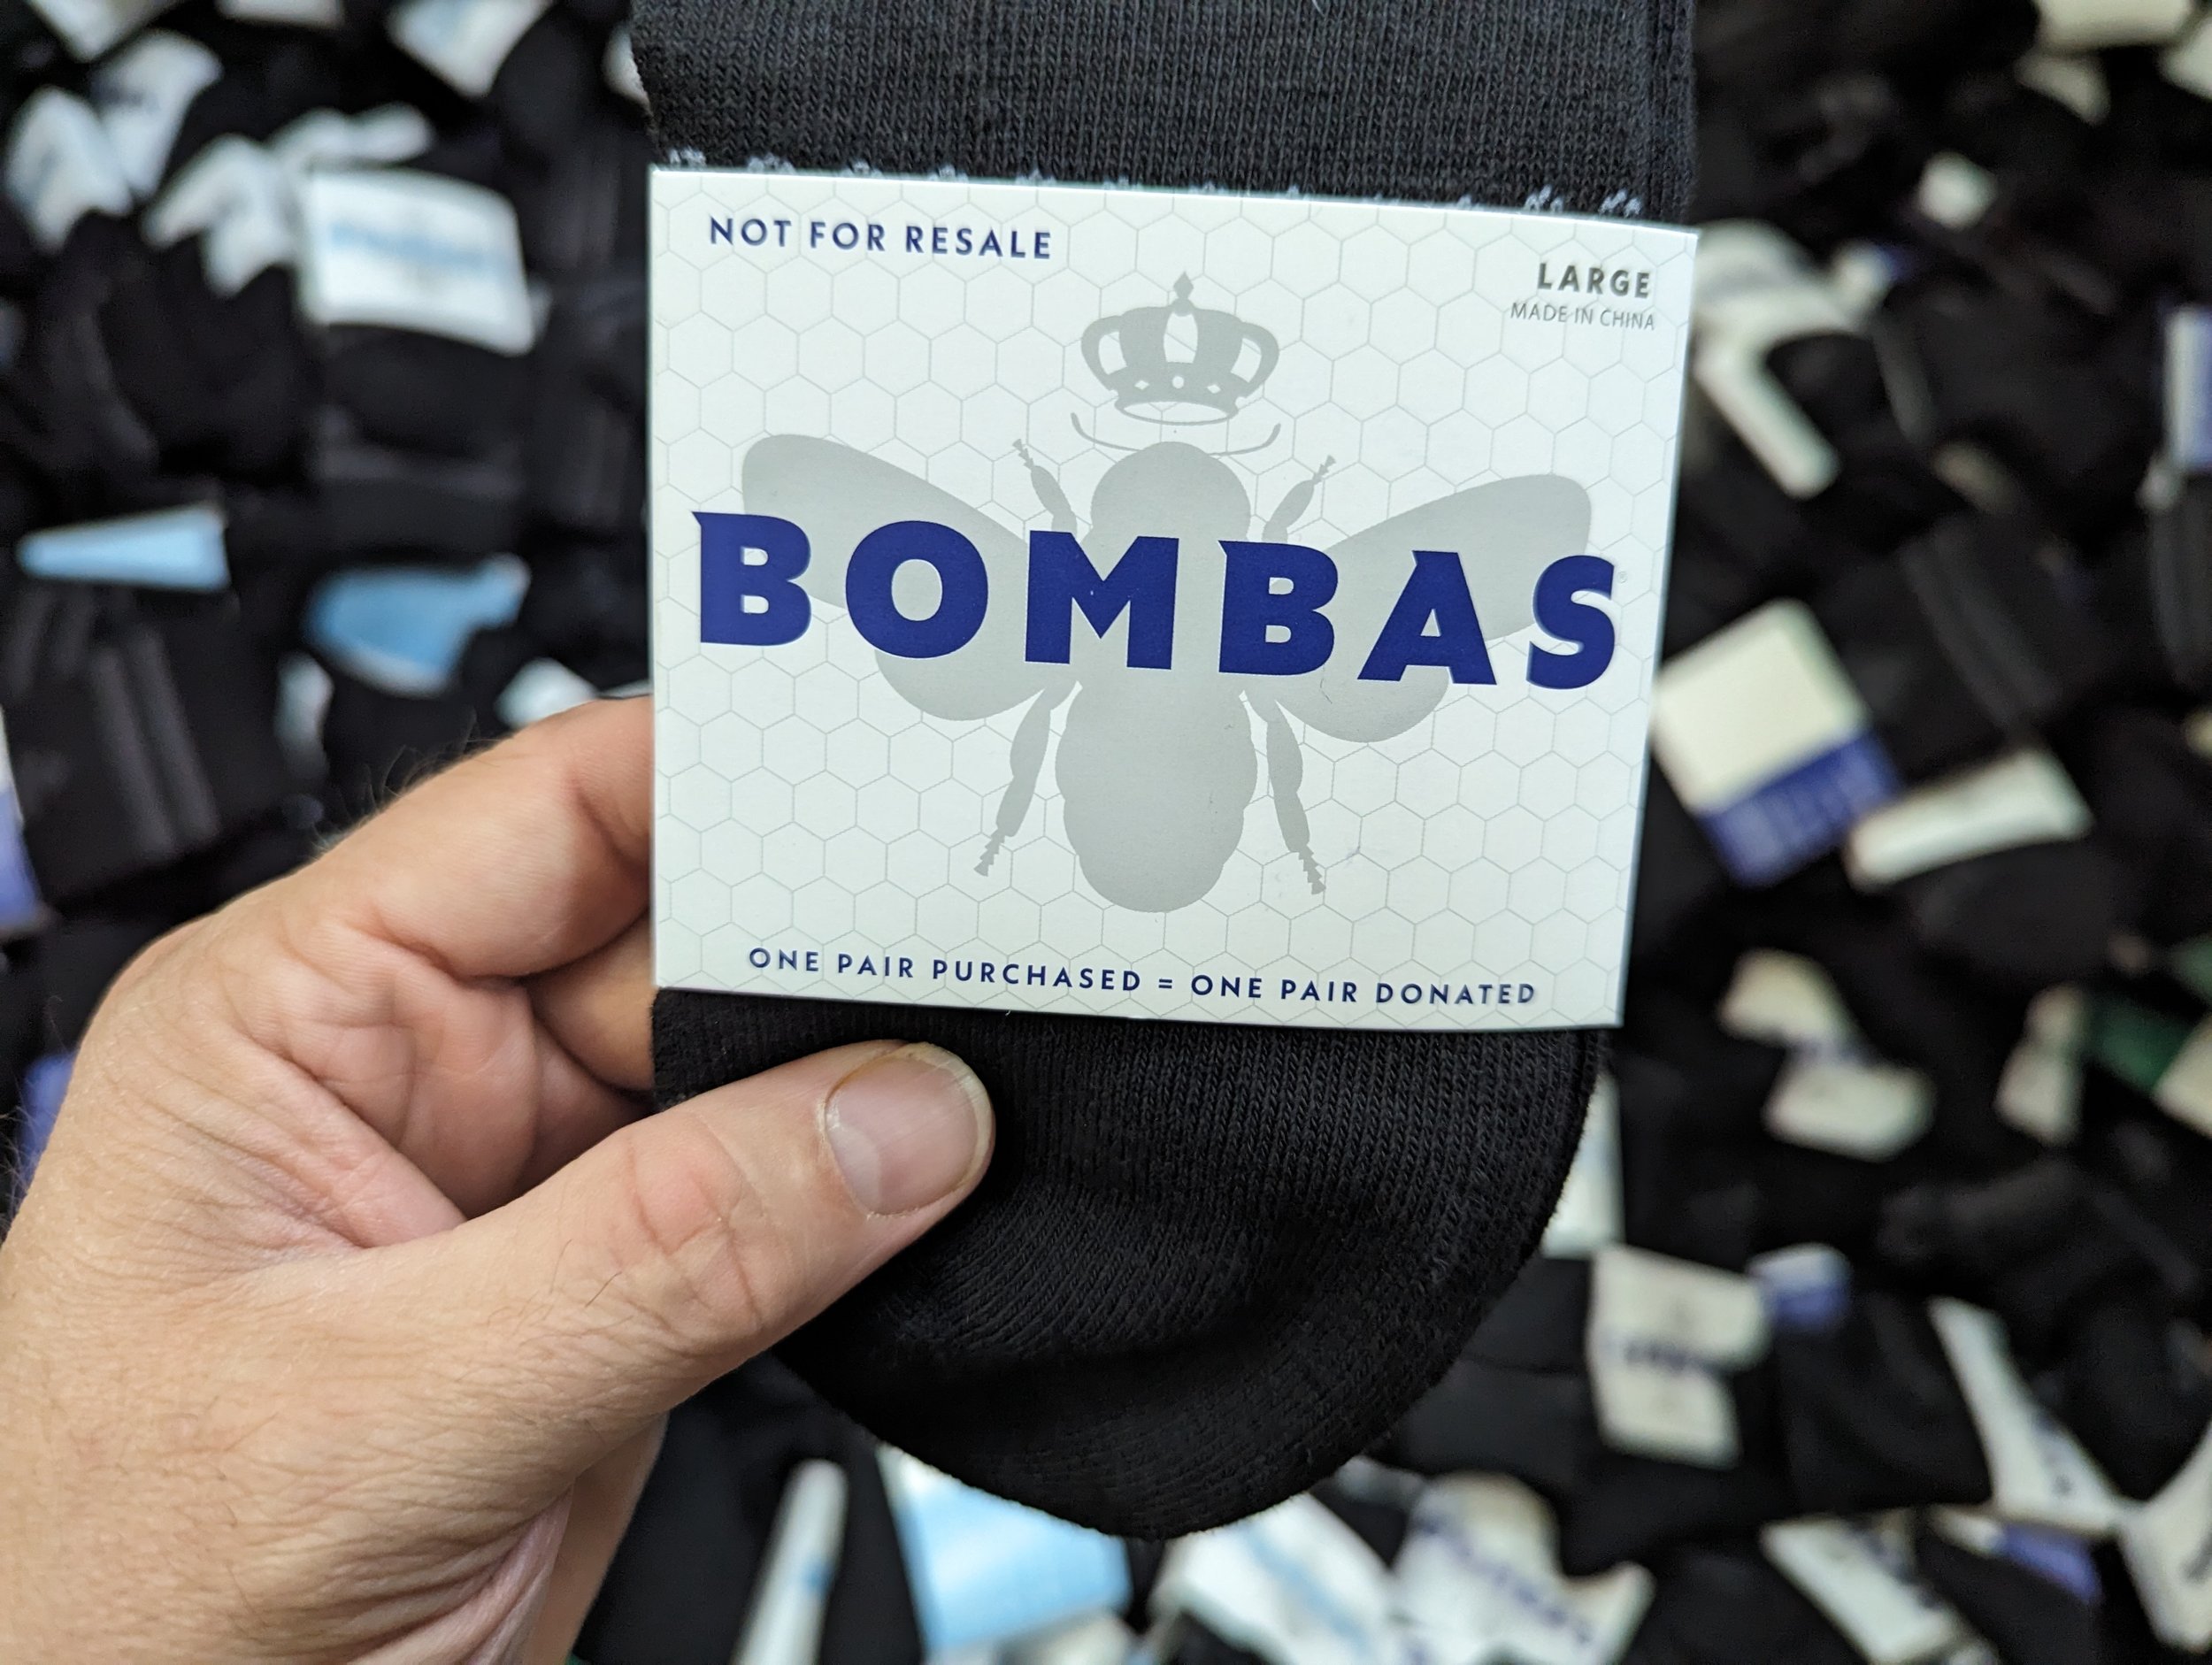 NOT FOR RESALE
LARGE
MADE IN CHINA
BOMBAS®
ONE PAIR PURCHASED = ONE PAIR DONATED